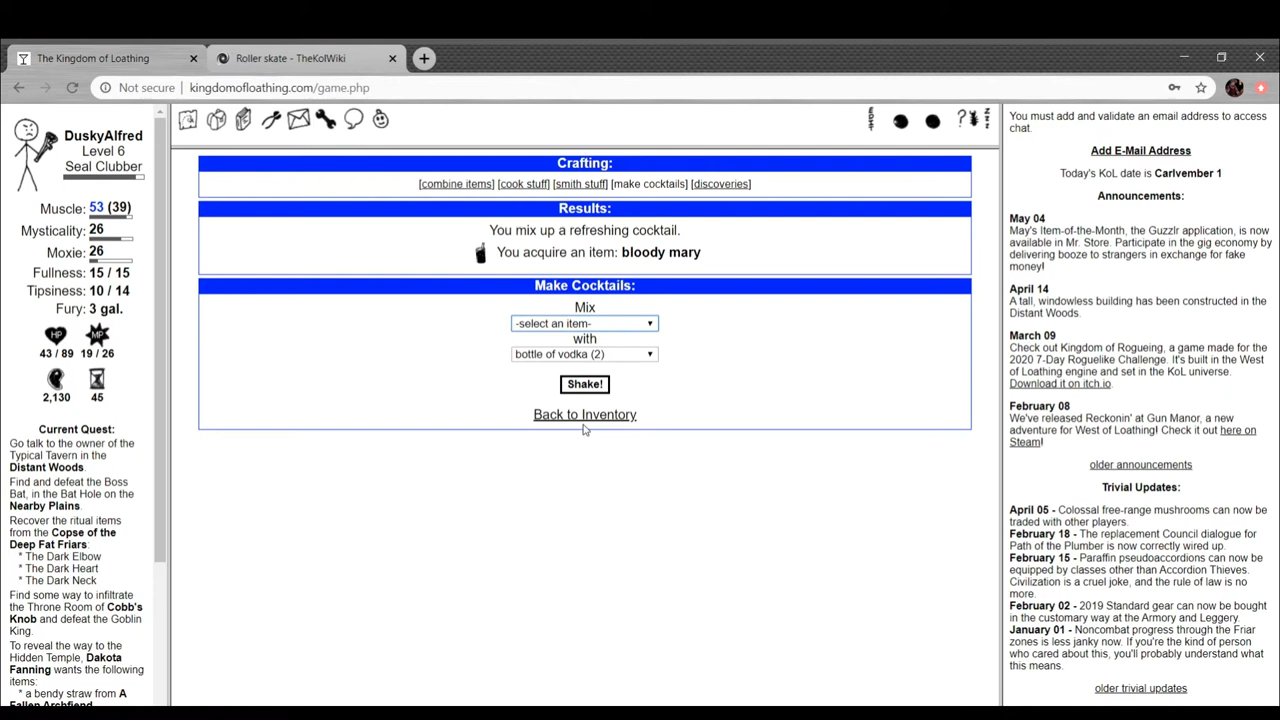 The Kingdom of Loathing
Roller skate - TheKolWiki
Not secure
kingdomofloathing.com/game.php
DuskyAlfred
Level 6
Seal Clubber
Muscle: 53 (39)
Mysticality: 26
Moxie: 26
Fullness: 15 / 15
Tipsiness: 10 / 14
Fury: 3 gal.
HP MP
43 / 89 19 / 26
2,130 45
Current Quest:
Go talk to the owner of the
Typical Tavern in the
Distant Woods.
Find and defeat the Boss
Bat, in the Bat Hole on the
Nearby Plains.
Recover the ritual items
from the Copse of the
Deep Fat Friars:
* The Dark Elbow
* The Dark Heart
* The Dark Neck
Find some way to infiltrate
the Throne Room of Cobb's
Knob and defeat the Goblin
King.
To reveal the way to the
Hidden Temple, Dakota
Fanning wants the following
items:
* a bendy straw from A
Fallen Archfiend
Crafting:
[combine items] [cook stuff] [smith stuff] [make cocktails] [discoveries]
Results:
You mix up a refreshing cocktail.
You acquire an item: bloody mary
Make Cocktails:
Mix
-select an item-
with
bottle of vodka (2)
Shake!
Back to Inventory
You must add and validate an email address to access
chat.
Add E-Mail Address
Today's KoL date is Carlvember 1
Announcements:
May 04
May's Item-of-the-Month, the Guzzlr application, is now
available in Mr. Store. Participate in the gig economy by
delivering booze to strangers in exchange for fake
money!
April 14
A tall, windowless building has been constructed in the
Distant Woods.
March 09
Check out Kingdom of Rogueing, a game made for the
2020 7-Day Roguelike Challenge. It's built in the West
of Loathing engine and set in the KoL universe.
Download it on itch.io.
February 08
We've released Reckonin' at Gun Manor, a new
adventure for West of Loathing! Check it out here on
Steam!
older announcements
Trivial Updates:
April 05 - Colossal free-range mushrooms can now be
traded with other players.
February 18 - The replacement Council dialogue for
Path of the Plumber is now correctly wired up.
February 15 - Paraffin pseudoaccordions can now be
equipped by classes other than Accordion Thieves.
Civilization is a cruel joke, and the rule of law is no
more.
February 02 - 2019 Standard gear can now be bought
in the customary way at the Armory and Leggery.
January 01 - Noncombat progress through the Friar
zones is less janky now. If you're the kind of person
who cared about this, you'll probably understand what
this means.
older trivial updates